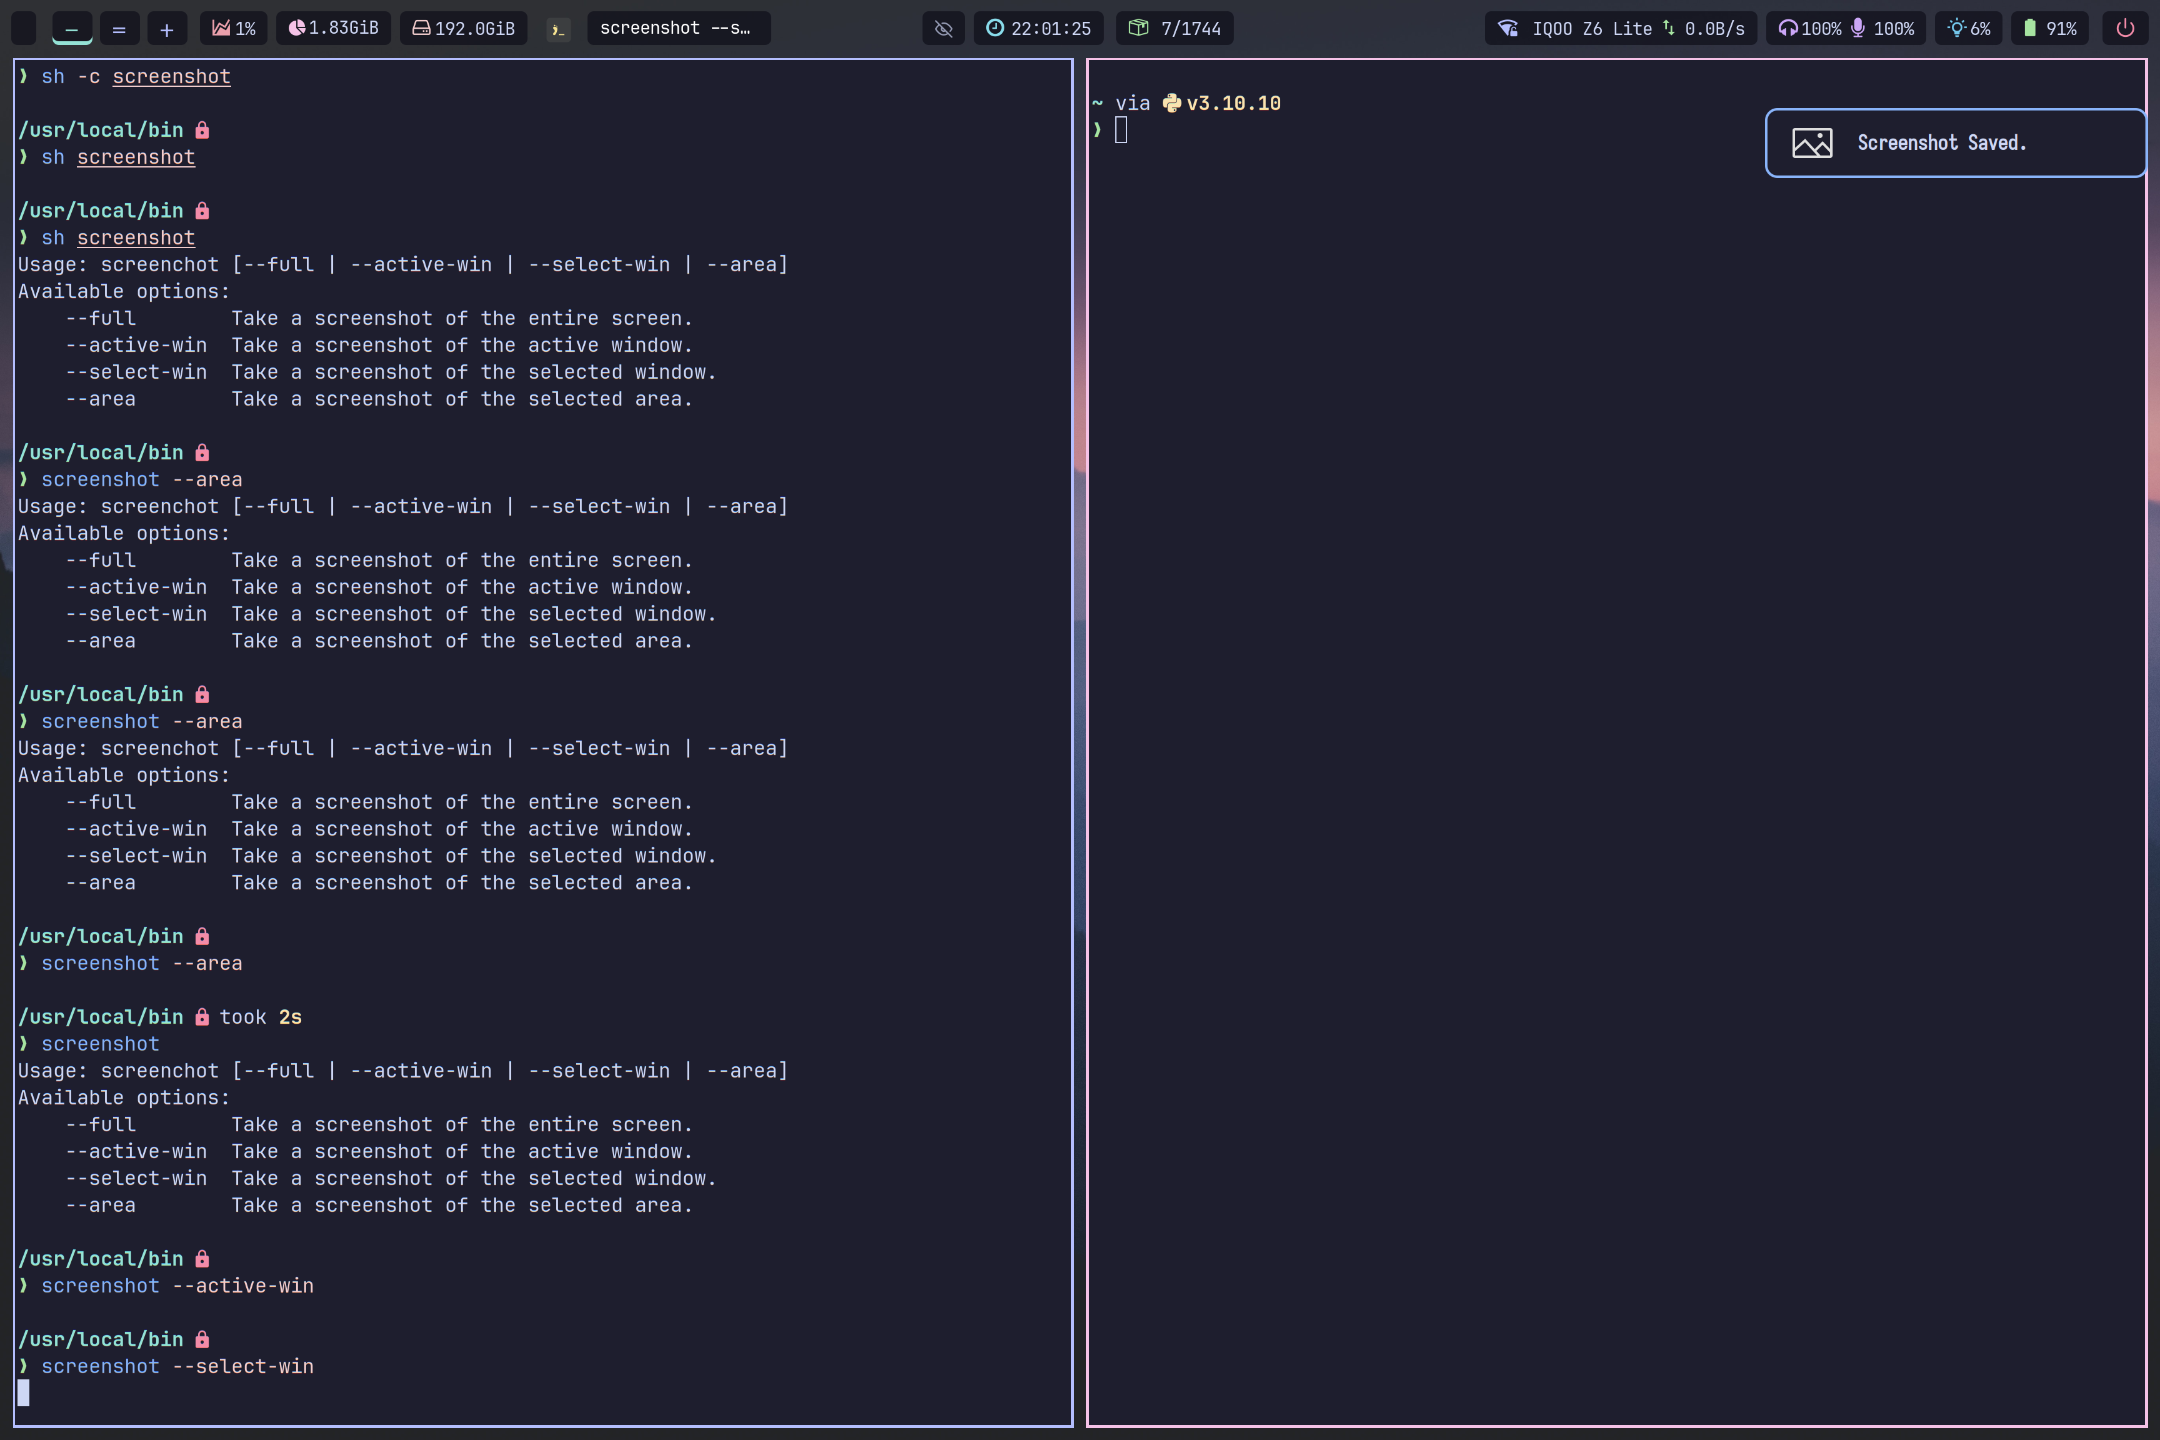 − = + 1% 1.83GiB 192.0GiB screenshot --s… 22:01:25 7/1744 IQOO Z6 Lite 0.0B/s 100% 100% 6% 91%
❯ sh -c screenshot
/usr/local/bin
❯ sh screenshot
/usr/local/bin
❯ sh screenshot
Usage: screenchot [--full | --active-win | --select-win | --area]
Available options:
    --full        Take a screenshot of the entire screen.
    --active-win  Take a screenshot of the active window.
    --select-win  Take a screenshot of the selected window.
    --area        Take a screenshot of the selected area.
/usr/local/bin
❯ screenshot --area
Usage: screenchot [--full | --active-win | --select-win | --area]
Available options:
    --full        Take a screenshot of the entire screen.
    --active-win  Take a screenshot of the active window.
    --select-win  Take a screenshot of the selected window.
    --area        Take a screenshot of the selected area.
/usr/local/bin
❯ screenshot --area
Usage: screenchot [--full | --active-win | --select-win | --area]
Available options:
    --full        Take a screenshot of the entire screen.
    --active-win  Take a screenshot of the active window.
    --select-win  Take a screenshot of the selected window.
    --area        Take a screenshot of the selected area.
/usr/local/bin
❯ screenshot --area
/usr/local/bin took 2s
❯ screenshot
Usage: screenchot [--full | --active-win | --select-win | --area]
Available options:
    --full        Take a screenshot of the entire screen.
    --active-win  Take a screenshot of the active window.
    --select-win  Take a screenshot of the selected window.
    --area        Take a screenshot of the selected area.
/usr/local/bin
❯ screenshot --active-win
/usr/local/bin
❯ screenshot --select-win
~ via v3.10.10
❯
Screenshot Saved.